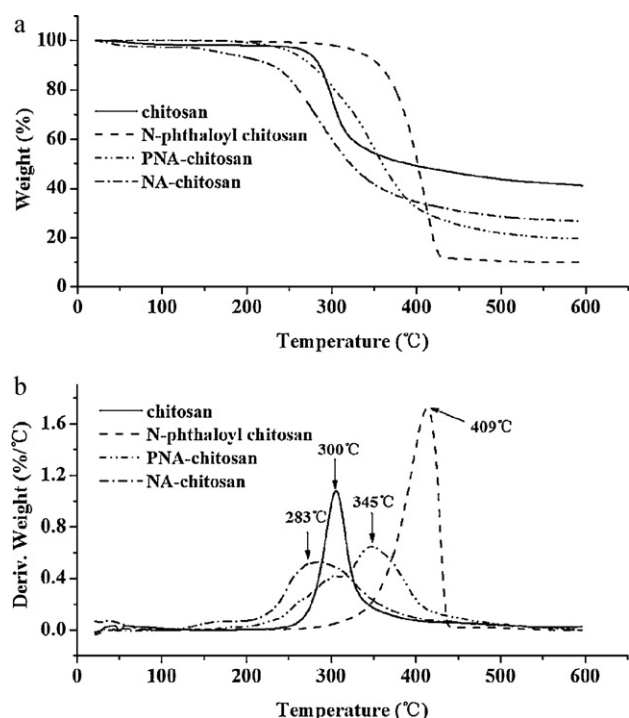 a
100
80
60
40
20
0
Weight (%)
chitosan
N-phthaloyl chitosan
PNA-chitosan
NA-chitosan
0 100 200 300 400 500 600
Temperature (℃)
b
1.6
1.2
0.8
0.4
0.0
Deriv. Weight (%/℃)
chitosan
N-phthaloyl chitosan
PNA-chitosan
NA-chitosan
283℃
300℃
345℃
409℃
0 100 200 300 400 500 600
Temperature (℃)